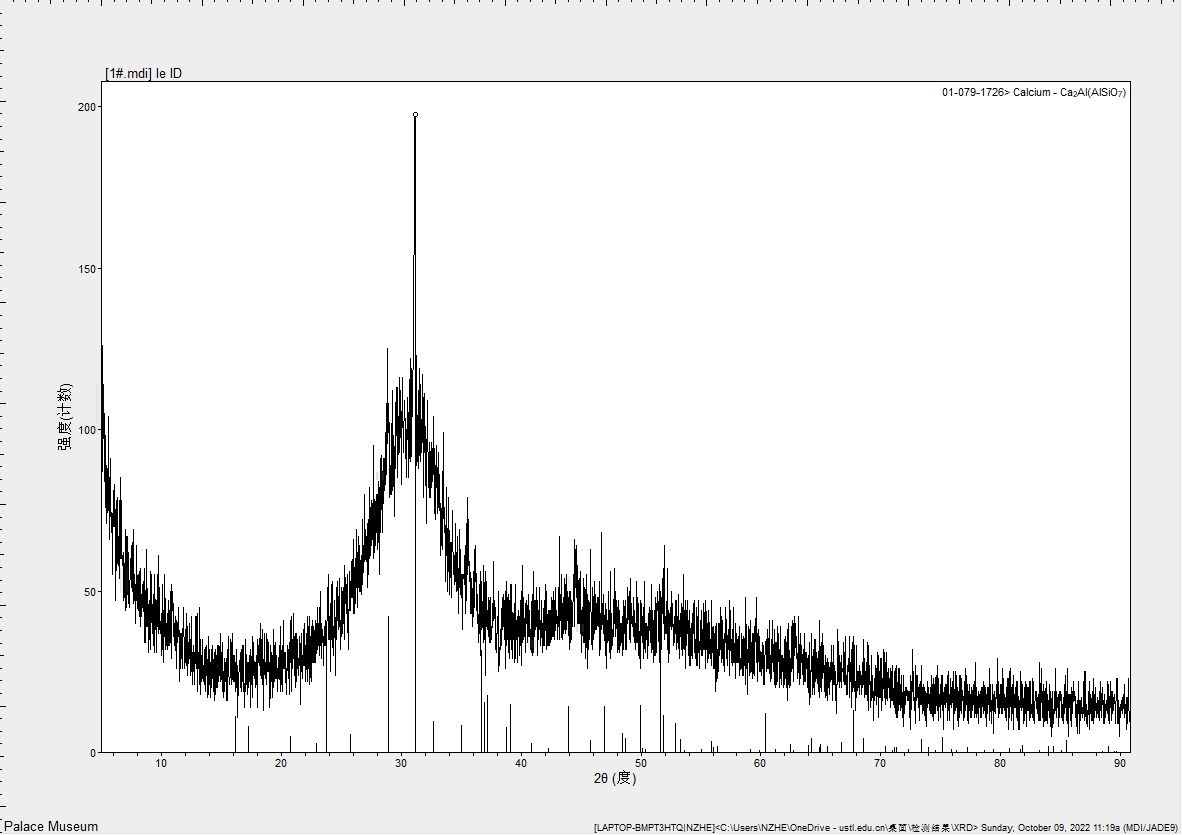 [1#.mdi] le ID
01-079-1726> Calcium - Ca₂Al(AlSiO₇)
200
150
100
50
0
强度(计数)
10 20 30 40 50 60 70 80 90
2θ (度)
Palace Museum
[LAPTOP-BMPT3HTQ|NZHE]<C:\Users\NZHE\OneDrive - ustl.edu.cn\桌面\检测结果\XRD> Sunday, October 09, 2022 11:19a (MDI/JADE9)